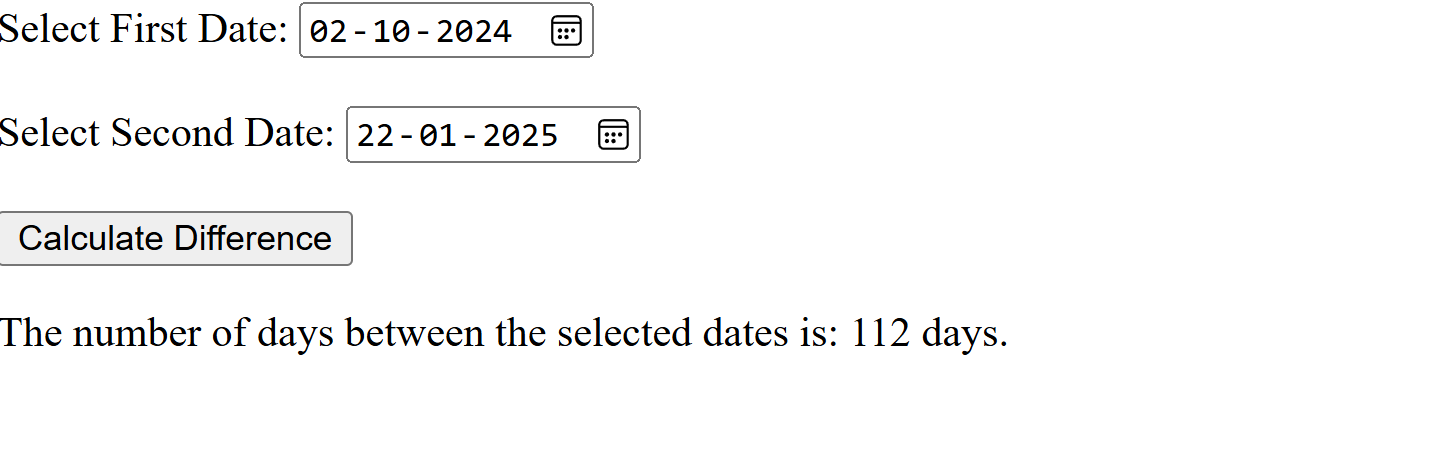 Select First Date: 02-10-2024
Select Second Date: 22-01-2025
Calculate Difference
The number of days between the selected dates is: 112 days.